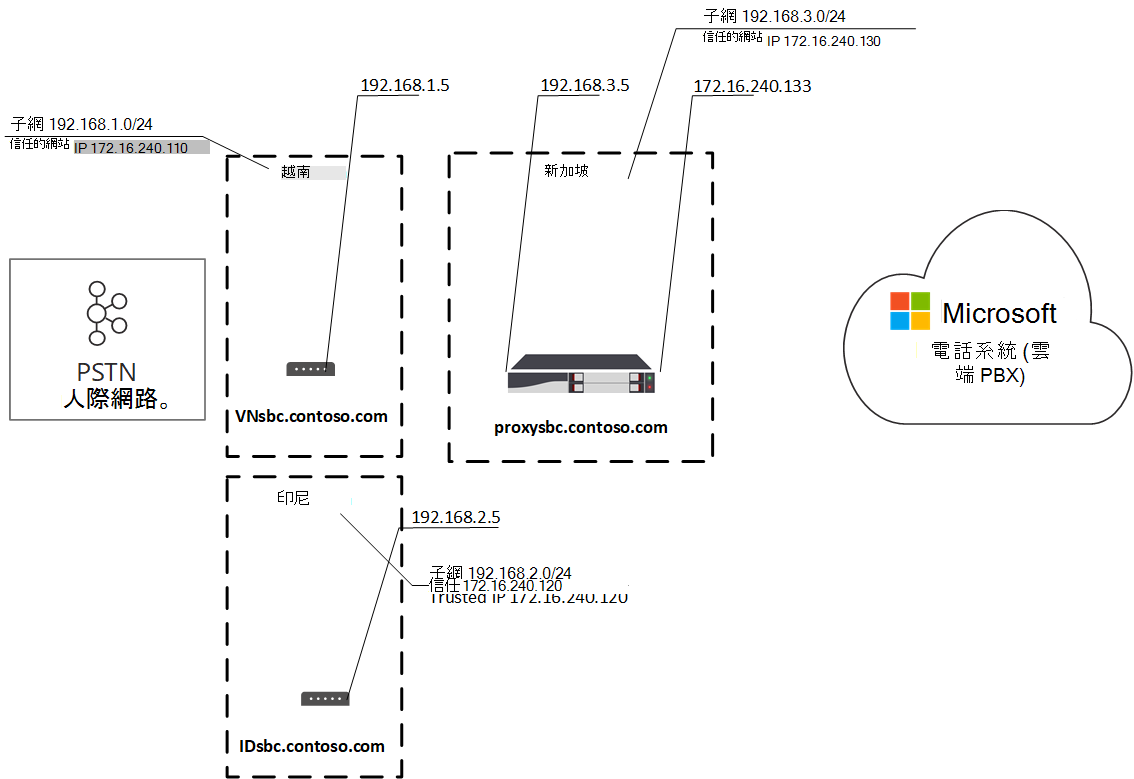 子網 192.168.3.0/24
信任的網站 IP 172.16.240.130
192.168.1.5
192.168.3.5
172.16.240.133
子網 192.168.1.0/24
信任的網站 IP 172.16.240.110
越南
新加坡
PSTN
人際網路。
VNsbc.contoso.com
proxysbc.contoso.com
Microsoft
電話系統 (雲
端 PBX)
印尼
192.168.2.5
子網 192.168.2.0/24
信任 172.16.240.120
Trusted IP 172.16.240.120
IDsbc.contoso.com